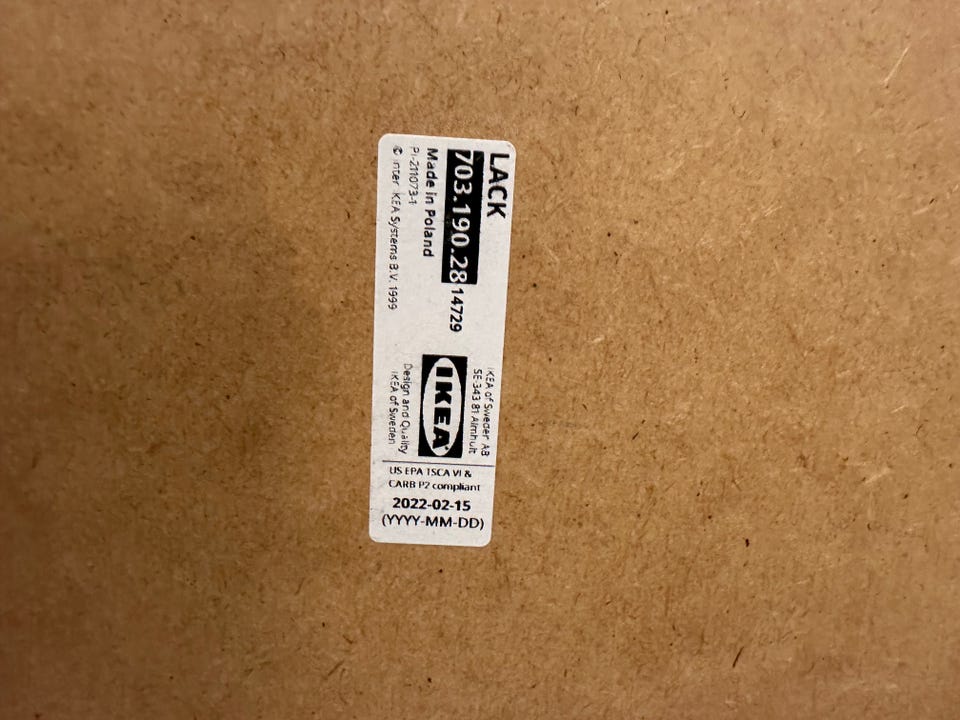 LACK
703.190.28 14729
Made in Poland
PI-211073-1
© Inter IKEA Systems B.V. 1999
IKEA of Sweden AB
SE-343 81 Älmhult
IKEA
Design and Quality
IKEA of Sweden
US EPA TSCA VI &
CARB P2 compliant
2022-02-15
(YYYY-MM-DD)